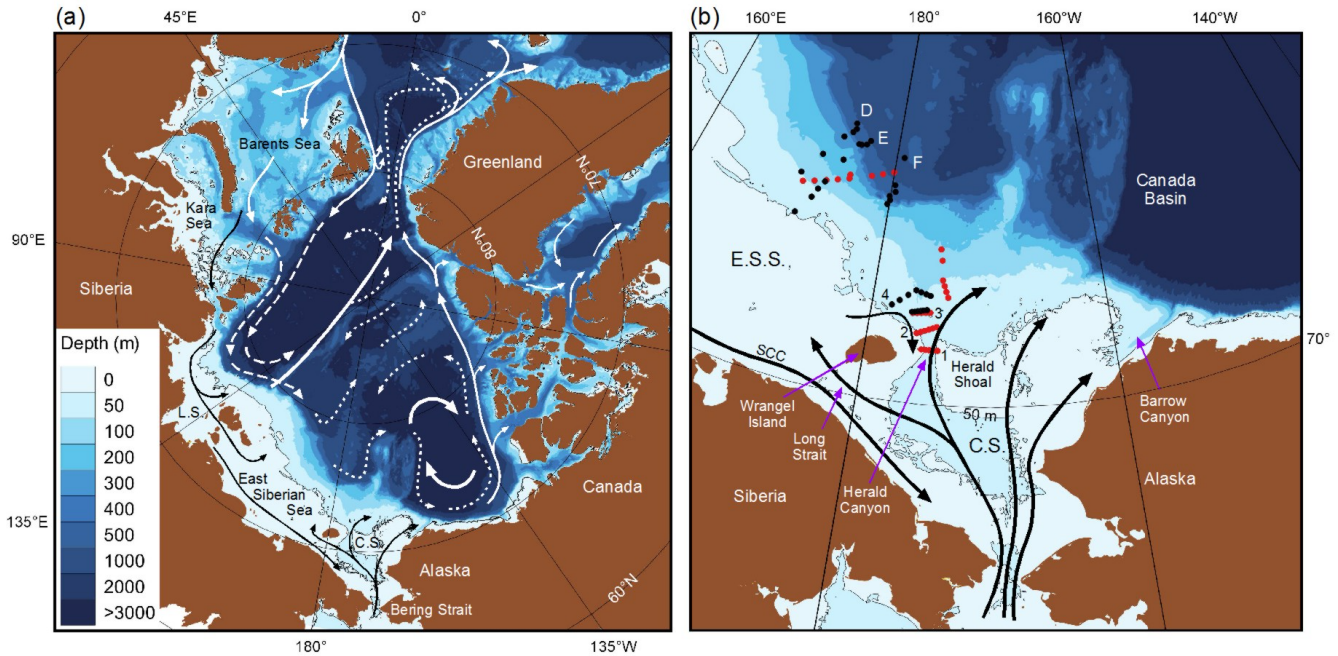 (a)
45°E
0°
Barents Sea
Greenland
70°N
Kara
Sea
80°N
90°E
Siberia
Depth (m)
0
50
100
200
300
400
500
1000
2000
>3000
L.S.
East
Siberian
Sea
C.S.
Canada
Alaska
Bering Strait
60°N
135°E
180°
135°W
(b)
160°E
180°
160°W
140°W
D
E
F
Canada
Basin
E.S.S.
4
3
2
1
SCC
Herald
Shoal
70°
Wrangel
Island
50 m
Barrow
Canyon
Long
Strait
C.S.
Siberia
Herald
Canyon
Alaska